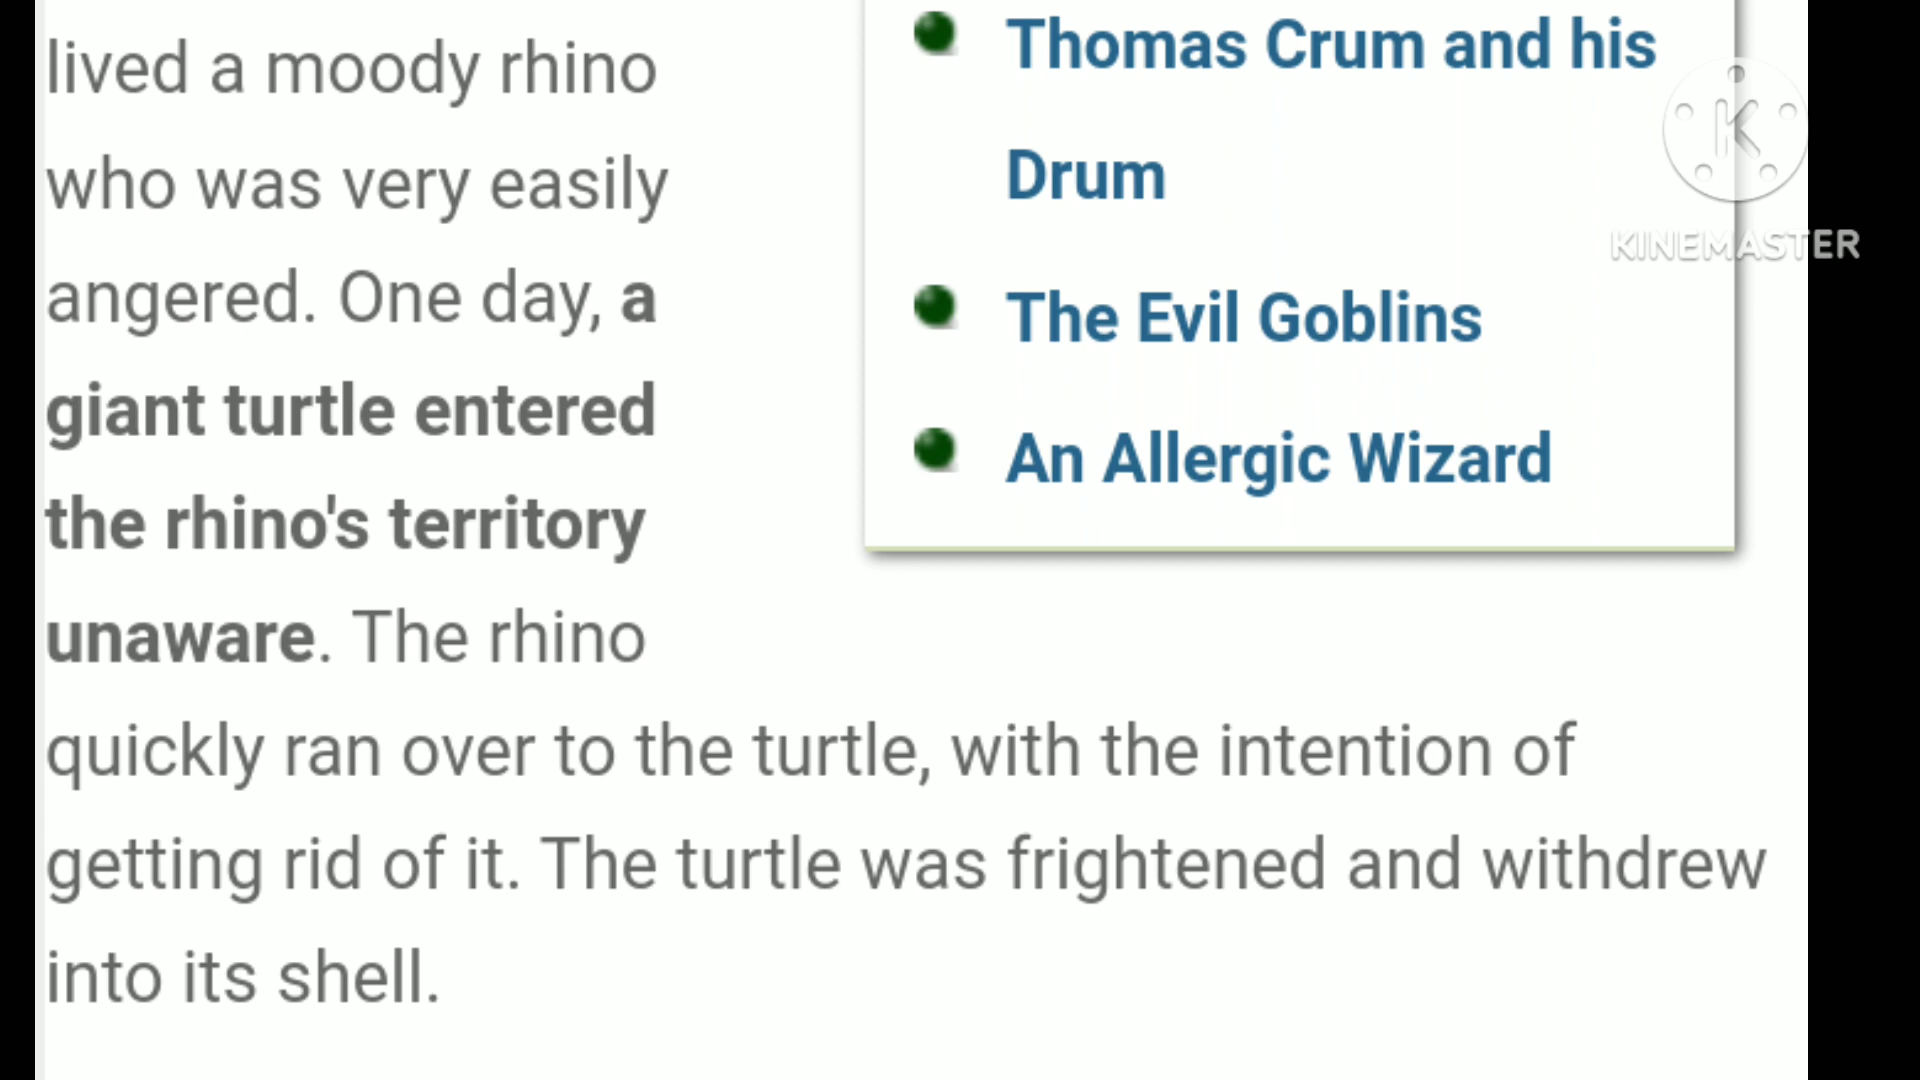 lived a moody rhino
who was very easily
angered. One day, a
giant turtle entered
the rhino's territory
unaware. The rhino
quickly ran over to the turtle, with the intention of
getting rid of it. The turtle was frightened and withdrew
into its shell.
Thomas Crum and his
Drum
The Evil Goblins
An Allergic Wizard
K
KINEMASTER